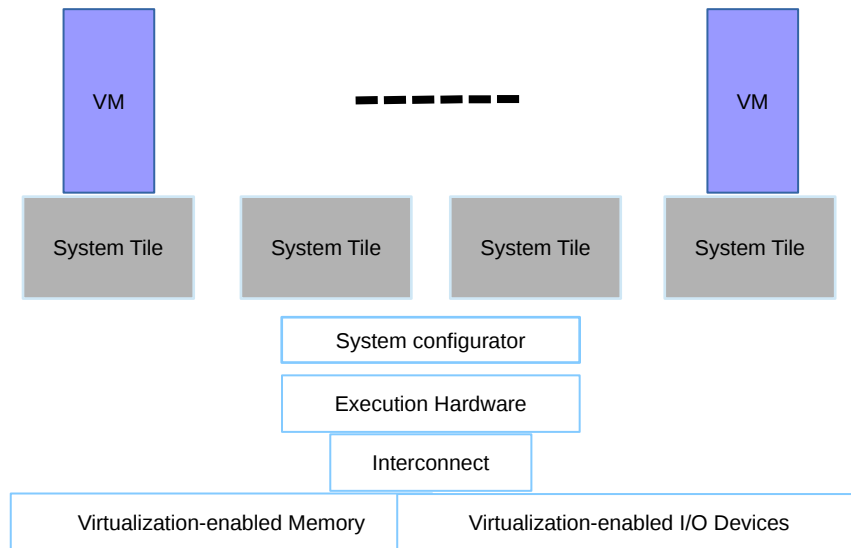 VM
VM
System Tile
System Tile
System Tile
System Tile
System configurator
Execution Hardware
Interconnect
Virtualization-enabled Memory
Virtualization-enabled I/O Devices